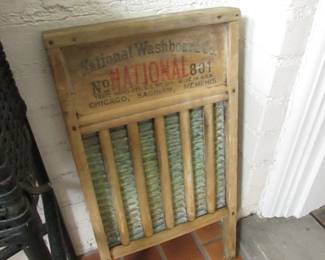 National Washboard Co.
No NATIONAL 801
CHICAGO, SAGINAW, MEMPHIS.